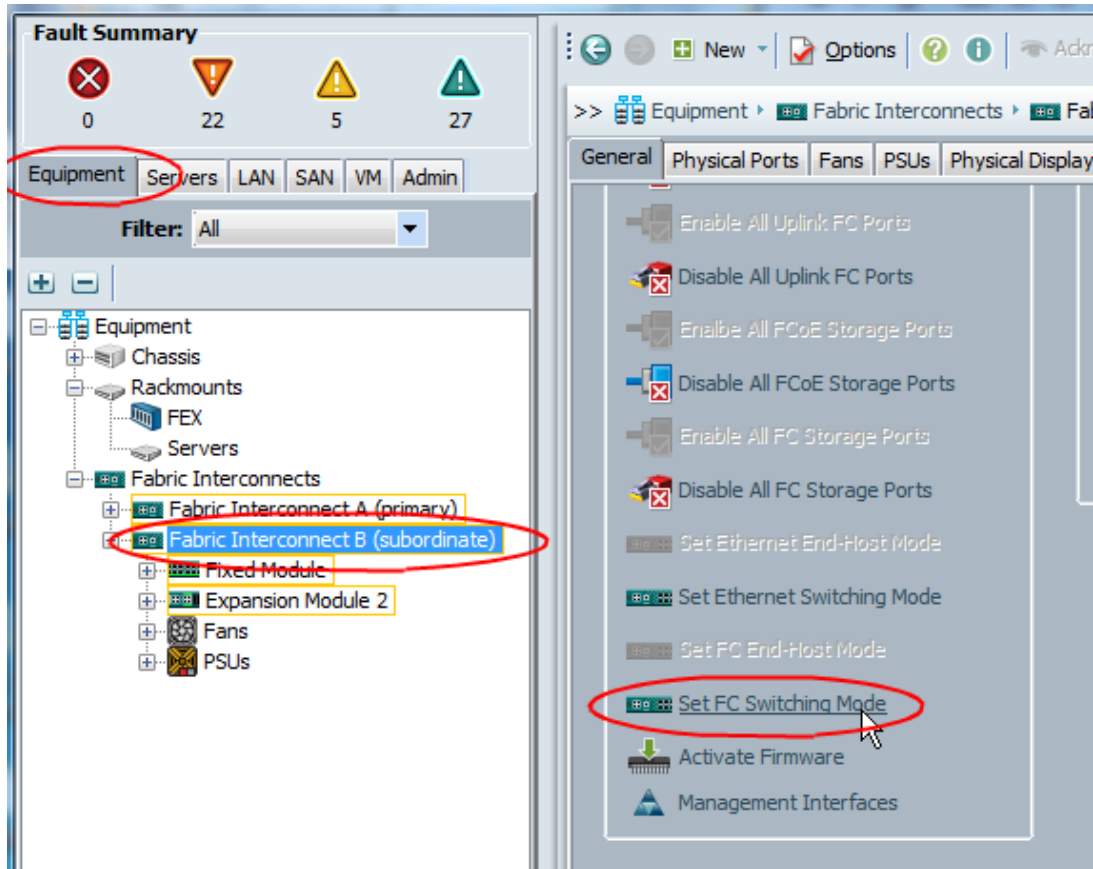 Fault Summary
0 22 5 27
Equipment Servers LAN SAN VM Admin
Filter: All
Equipment
Chassis
Rackmounts
FEX
Servers
Fabric Interconnects
Fabric Interconnect A (primary)
Fabric Interconnect B (subordinate)
Fixed Module
Expansion Module 2
Fans
PSUs
New Options Ackn
>> Equipment Fabric Interconnects Fab
General Physical Ports Fans PSUs Physical Display
Enable All Uplink FC Ports
Disable All Uplink FC Ports
Enalbe All FCoE Storage Ports
Disable All FCoE Storage Ports
Enable All FC Storage Ports
Disable All FC Storage Ports
Set Ethernet End-Host Mode
Set Ethernet Switching Mode
Set FC End-Host Mode
Set FC Switching Mode
Activate Firmware
Management Interfaces